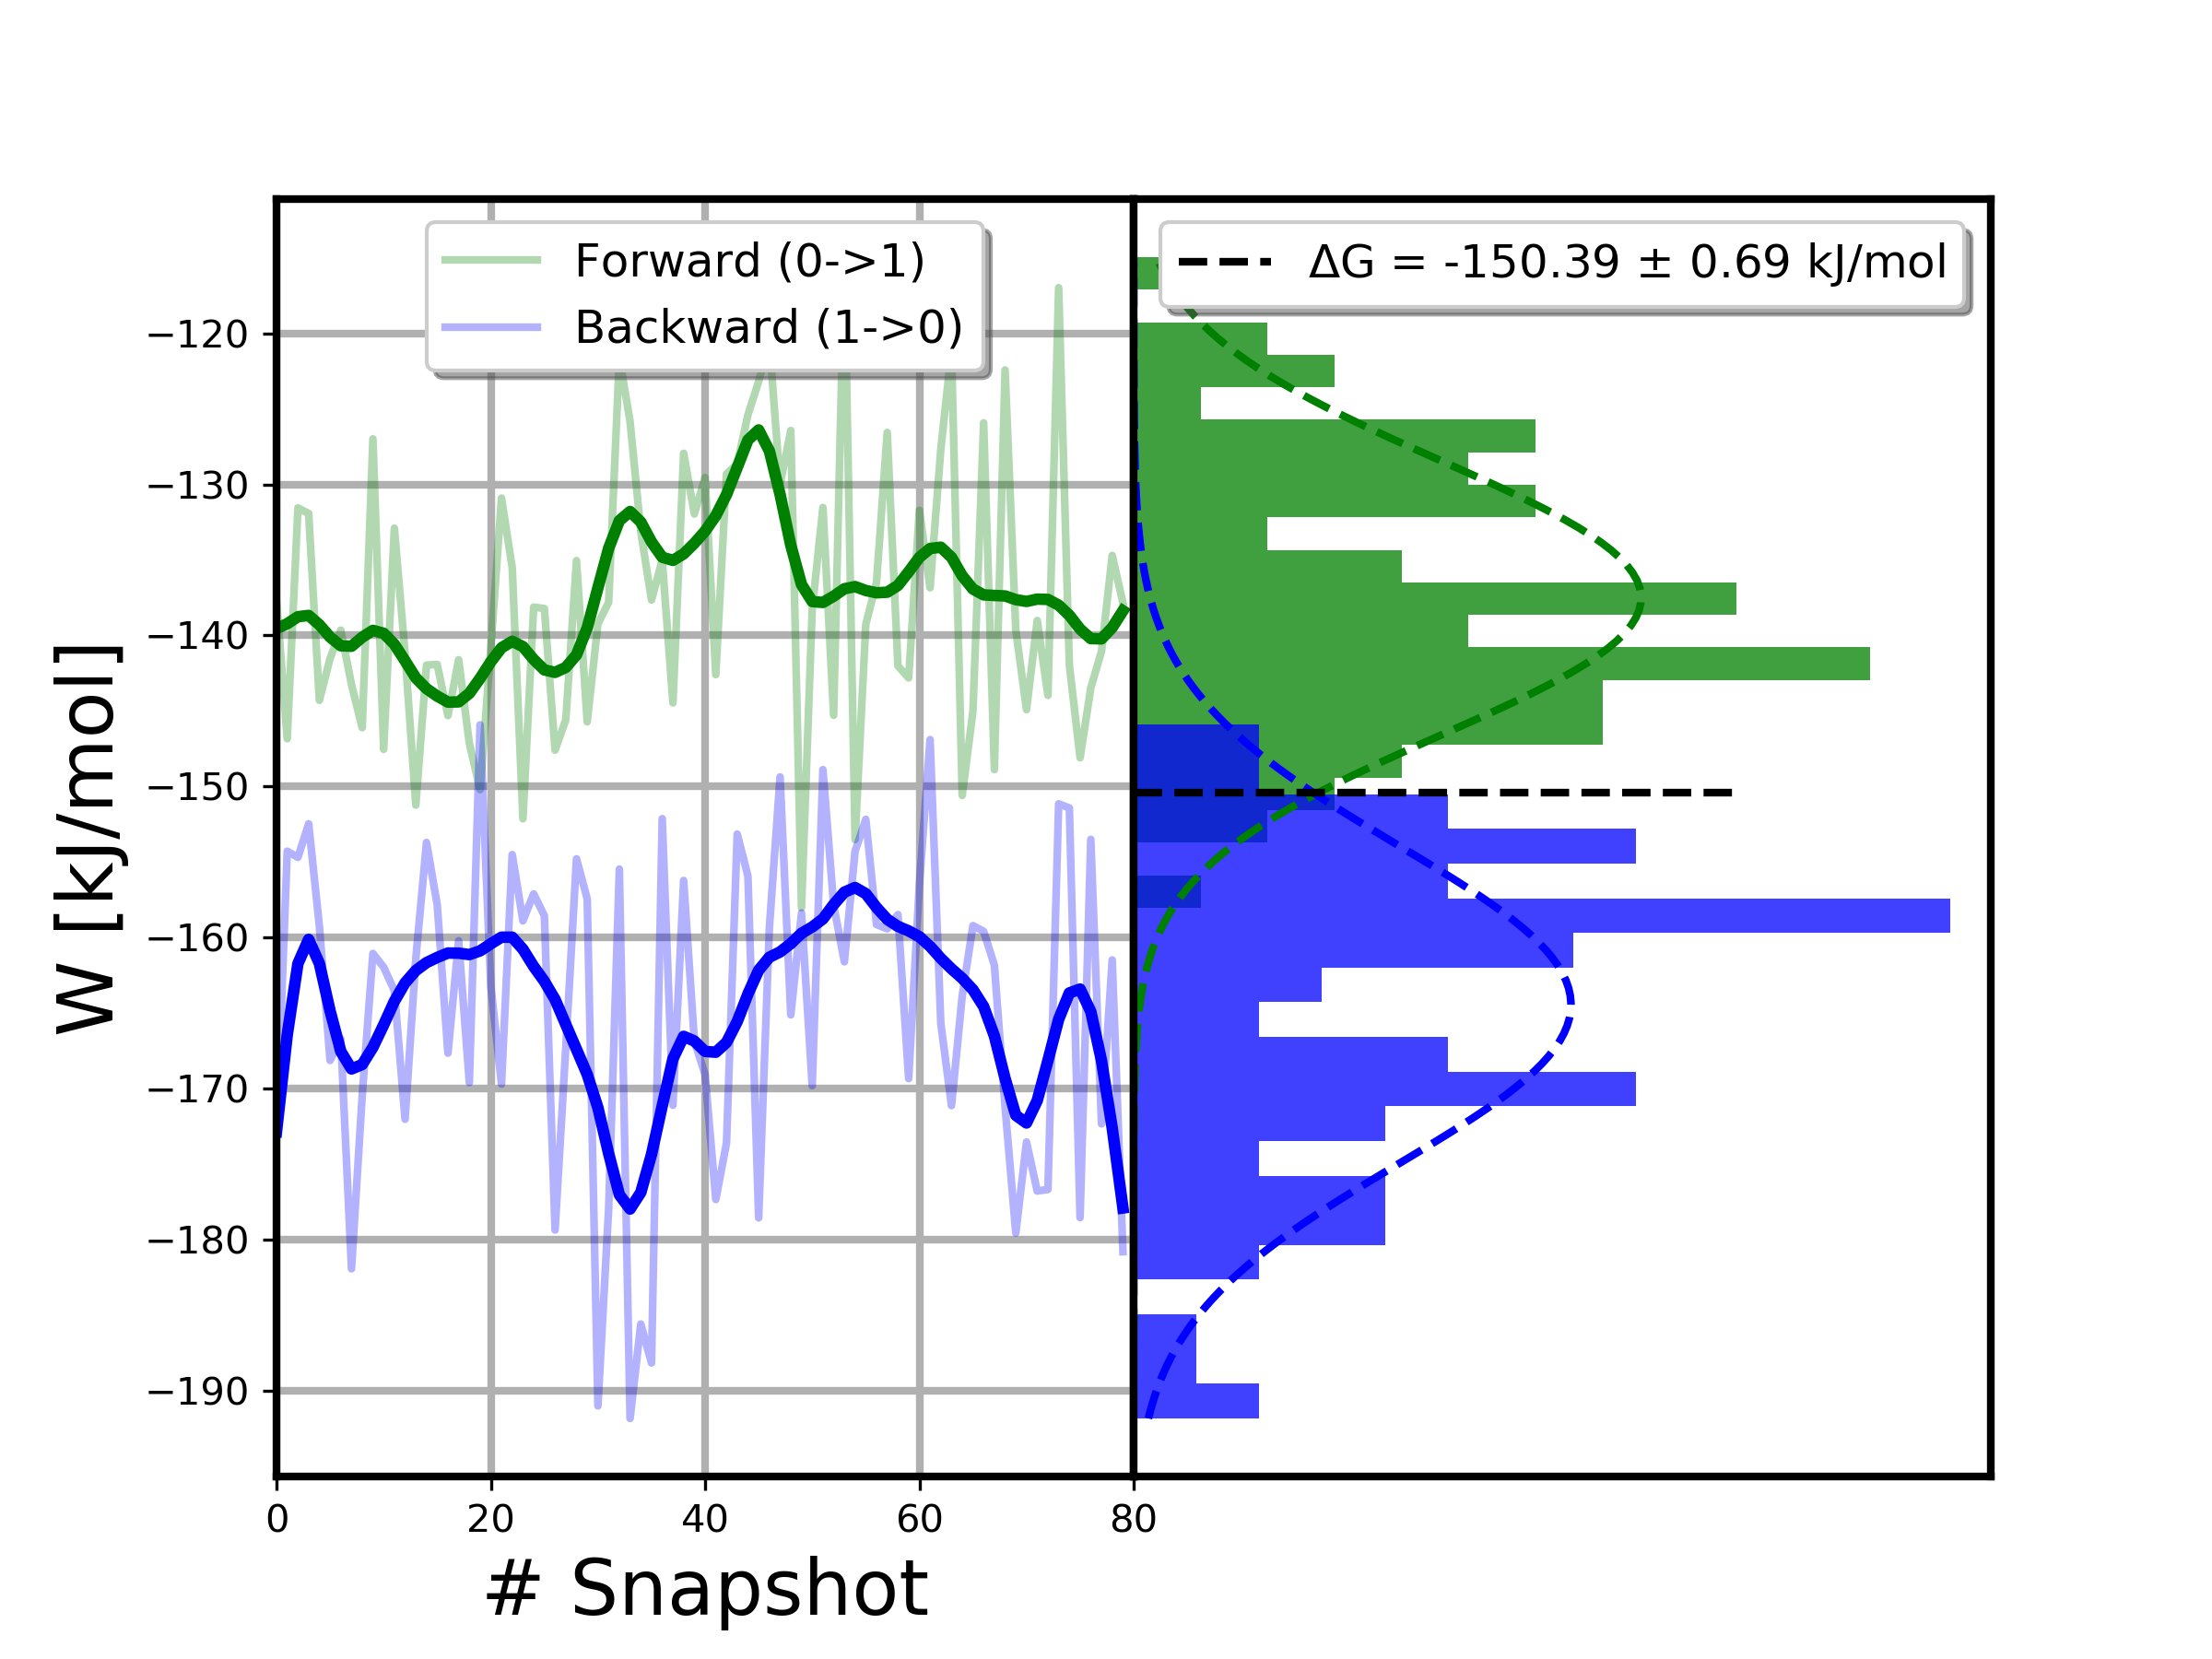 Forward (0->1)
Backward (1->0)
ΔG = -150.39 ± 0.69 kJ/mol
W [kJ/mol]
−120
−130
−140
−150
−160
−170
−180
−190
0 20 40 60 80
# Snapshot